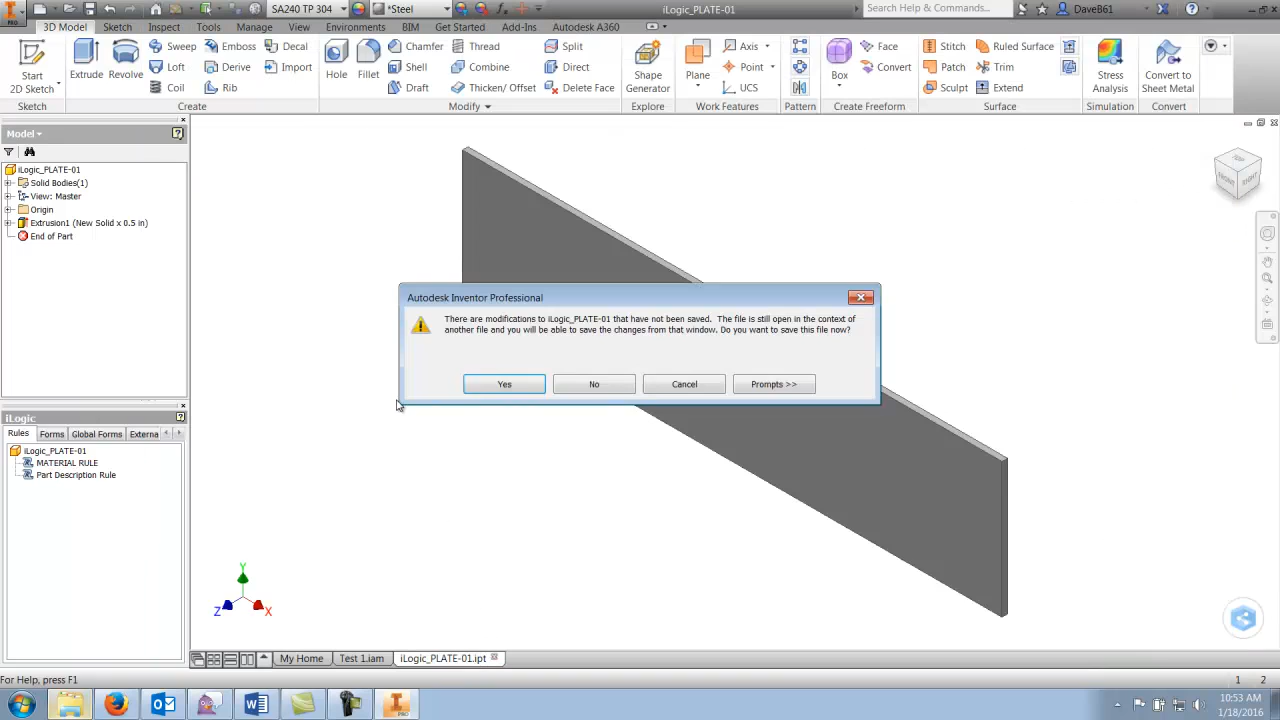 SA240 TP 304
*Steel
iLogic_PLATE-01
Search Help & Commands...
DaveB61
PRO
3D Model
Sketch
Inspect
Tools
Manage
View
Environments
BIM
Get Started
Add-Ins
Autodesk A360
Start
2D Sketch
Extrude
Revolve
Sweep
Emboss
Decal
Loft
Derive
Import
Coil
Rib
Hole
Fillet
Chamfer
Thread
Split
Shell
Combine
Direct
Draft
Thicken/ Offset
Delete Face
Shape
Generator
Plane
Axis
Point
UCS
Box
Face
Convert
Stitch
Ruled Surface
Patch
Trim
Sculpt
Extend
Stress
Analysis
Convert to
Sheet Metal
Sketch
Create
Modify
Explore
Work Features
Pattern
Create Freeform
Surface
Simulation
Convert
Model
iLogic_PLATE-01
Solid Bodies(1)
View: Master
Origin
Extrusion1 (New Solid x 0.5 in)
End of Part
TOP
FRONT
RIGHT
Autodesk Inventor Professional
There are modifications to iLogic_PLATE-01 that have not been saved. The file is still open in the context of
another file and you will be able to save the changes from that window. Do you want to save this file now?
Yes
No
Cancel
Prompts >>
iLogic
Rules
Forms
Global Forms
Externa
iLogic_PLATE-01
MATERIAL RULE
Part Description Rule
Y
Z
X
My Home
Test 1.iam
iLogic_PLATE-01.ipt
For Help, press F1
1
2
10:53 AM
1/18/2016